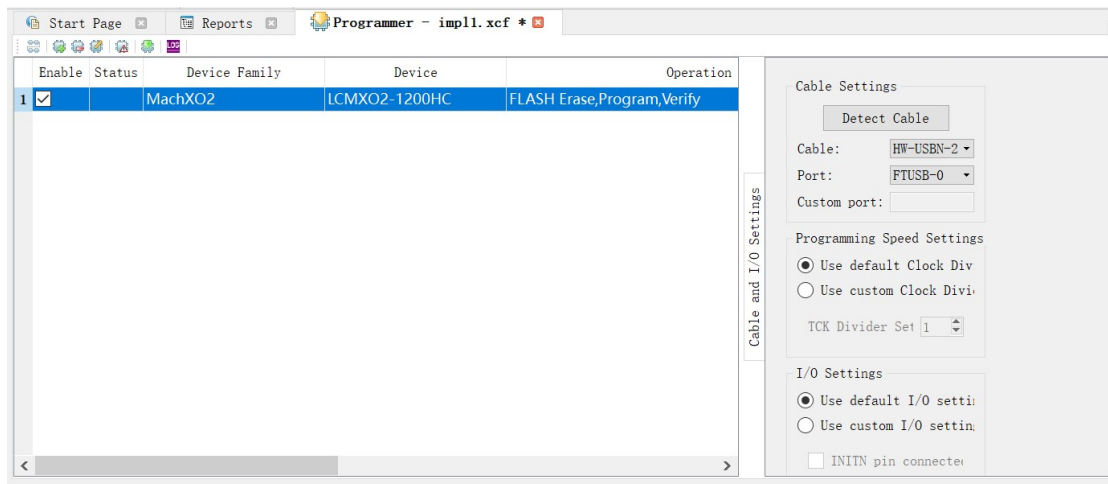 Start Page Reports Programmer - impl1.xcf *
LOG
Enable Status Device Family Device Operation
1 MachXO2 LCMXO2-1200HC FLASH Erase,Program,Verify
Cable and I/O Settings
Cable Settings
Detect Cable
Cable: HW-USBN-2
Port: FTUSB-0
Custom port:
Programming Speed Settings
Use default Clock Div
Use custom Clock Divi
TCK Divider Set 1
I/O Settings
Use default I/O settin
Use custom I/O setting
INITN pin connected